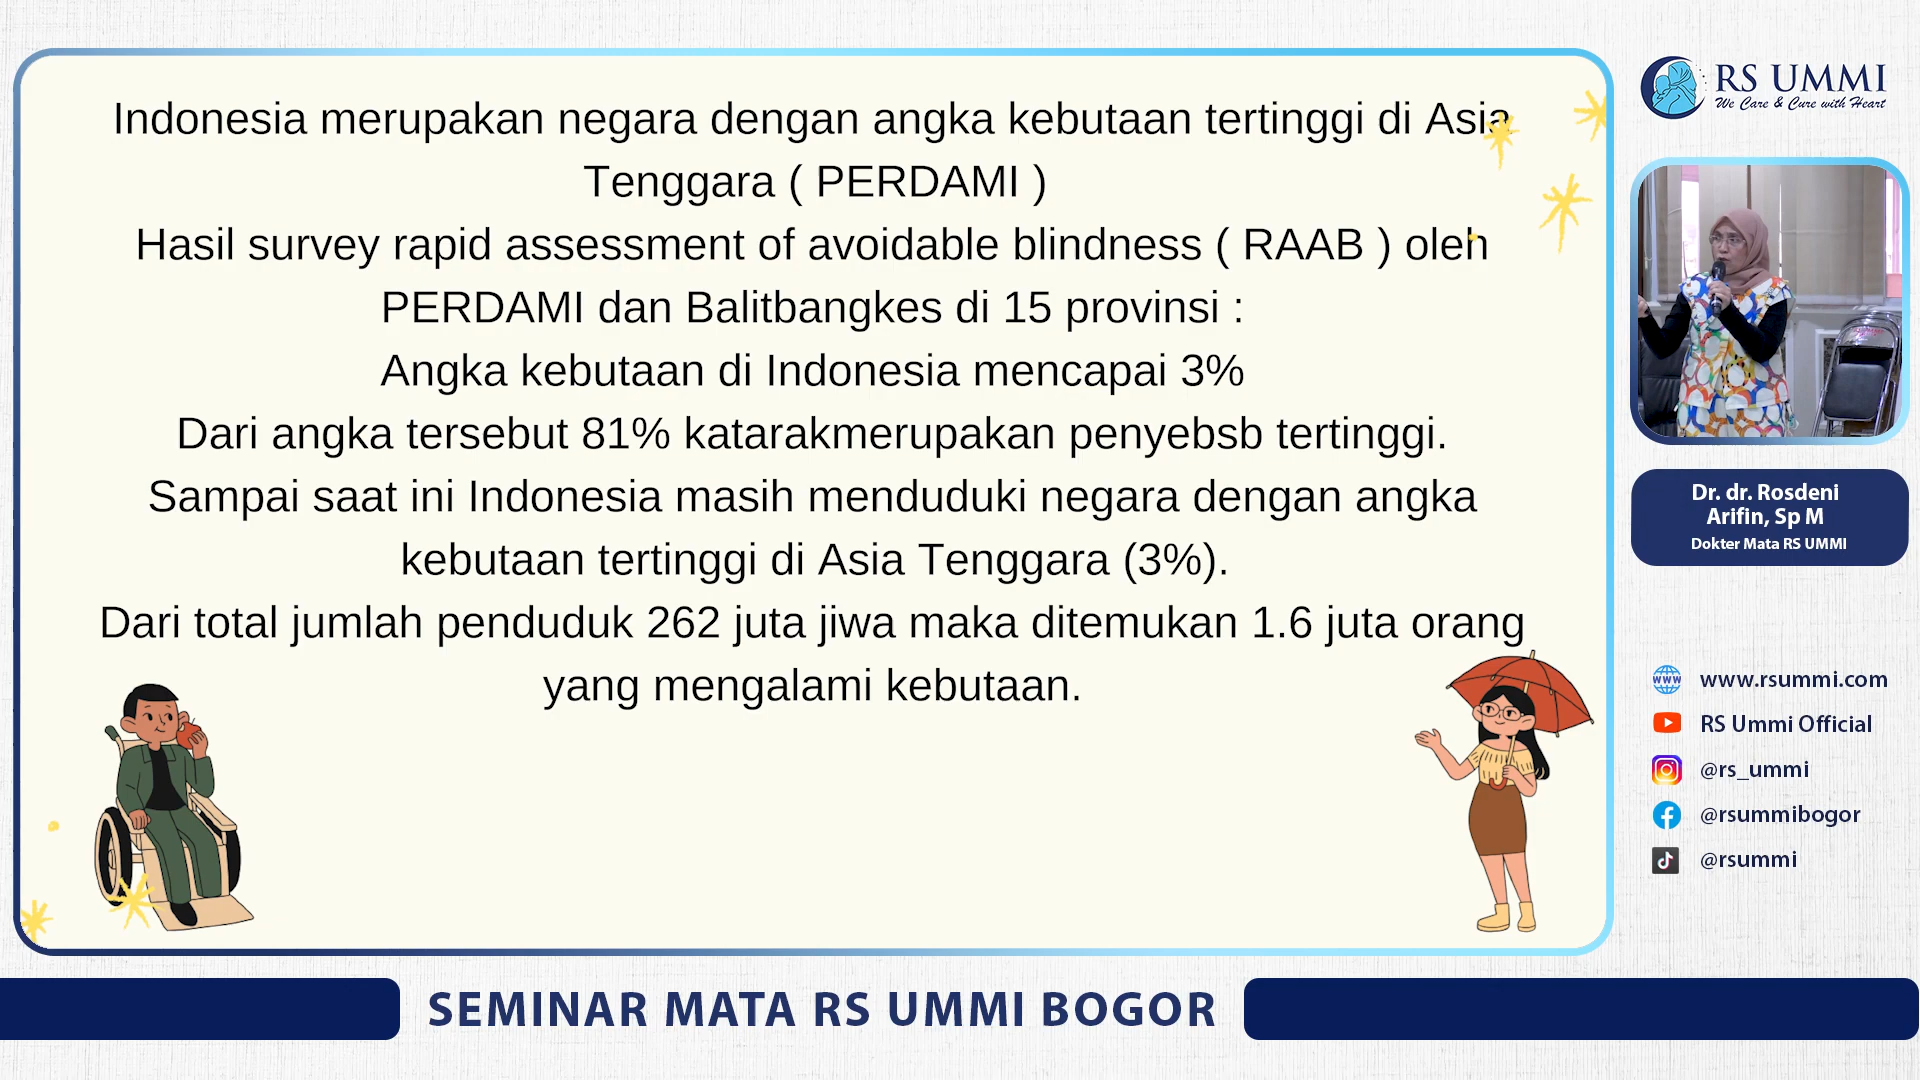 Indonesia merupakan negara dengan angka kebutaan tertinggi di Asia
Tenggara ( PERDAMI )
Hasil survey rapid assessment of avoidable blindness ( RAAB ) oleh
PERDAMI dan Balitbangkes di 15 provinsi :
Angka kebutaan di Indonesia mencapai 3%
Dari angka tersebut 81% katarakmerupakan penyebsb tertinggi.
Sampai saat ini Indonesia masih menduduki negara dengan angka
kebutaan tertinggi di Asia Tenggara (3%).
Dari total jumlah penduduk 262 juta jiwa maka ditemukan 1.6 juta orang
yang mengalami kebutaan.
RS UMMI
We Care & Cure with Heart
Dr. dr. Rosdeni
Arifin, Sp M
Dokter Mata RS UMMI
www www.rsummi.com
RS Ummi Official
@rs_ummi
@rsummibogor
@rsummi
SEMINAR MATA RS UMMI BOGOR